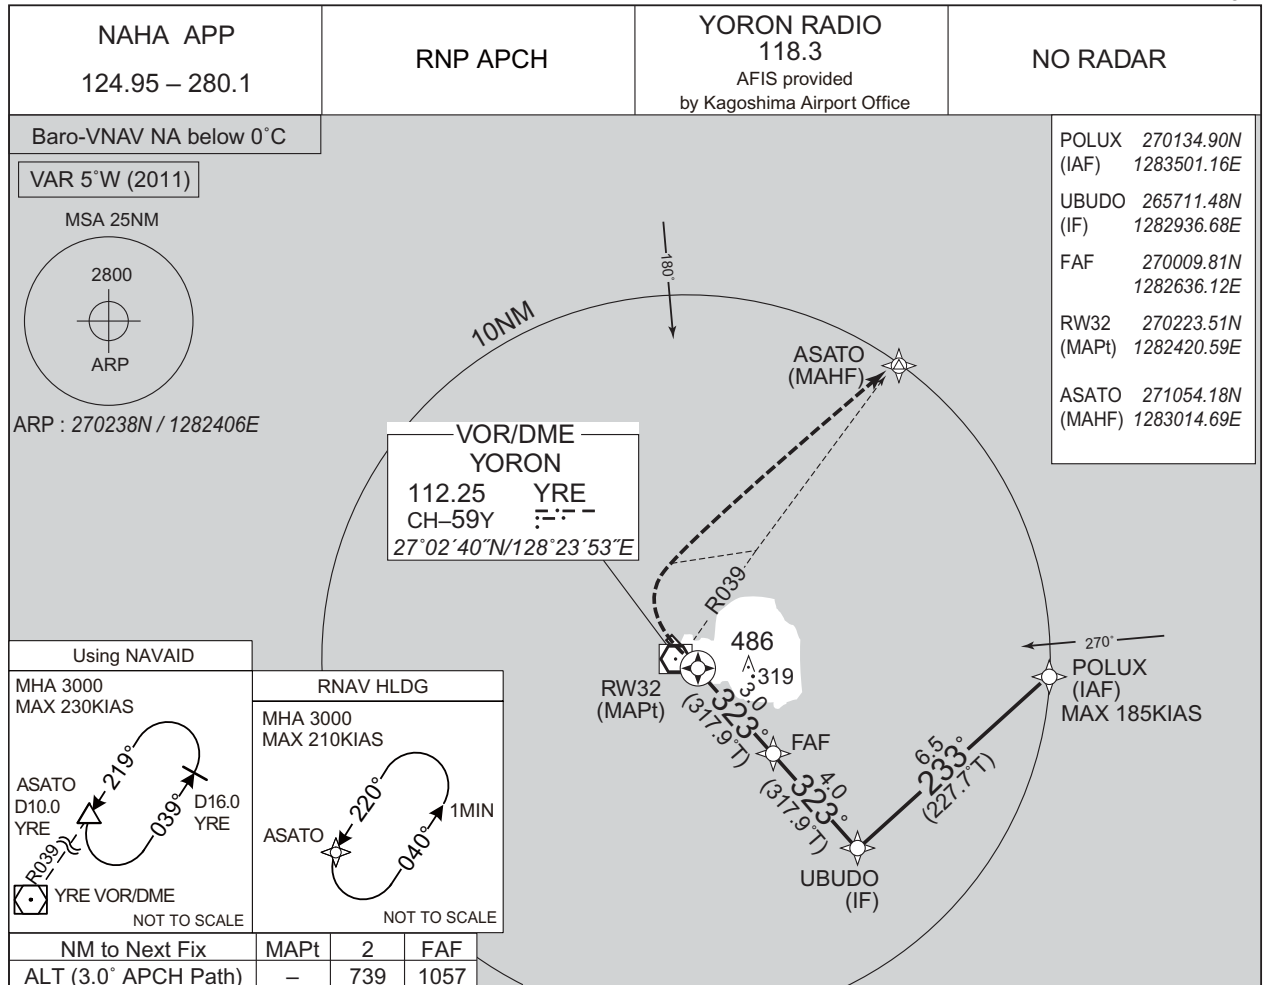 NAHA APP
124.95 – 280.1
RNP APCH
YORON RADIO
118.3
AFIS provided
by Kagoshima Airport Office
NO RADAR
Baro-VNAV NA below 0˚C
VAR 5˚W (2011)
MSA 25NM
2800
ARP
ARP : 270238N / 1282406E
POLUX 270134.90N
(IAF) 1283501.16E
UBUDO 265711.48N
(IF) 1282936.68E
FAF 270009.81N
1282636.12E
RW32 270223.51N
(MAPt) 1282420.59E
ASATO 271054.18N
(MAHF) 1283014.69E
180˚
10NM
ASATO
(MAHF)
VOR/DME
YORON
112.25 YRE
CH–59Y
27˚02´40˝N/128˚23´53˝E
R039
486
319
RW32
(MAPt)
3.0
323˚
(317.9˚T)
FAF
4.0
323˚
(317.9˚T)
UBUDO
(IF)
6.5
233˚
(227.7˚T)
270˚
POLUX
(IAF)
MAX 185KIAS
Using NAVAID
MHA 3000
MAX 230KIAS
219˚
039˚
ASATO
D10.0
YRE
D16.0
YRE
R039
YRE VOR/DME
NOT TO SCALE
RNAV HLDG
MHA 3000
MAX 210KIAS
220˚
040˚
1MIN
ASATO
NOT TO SCALE
NM to Next Fix MAPt 2 FAF
ALT (3.0˚ APCH Path) – 739 1057